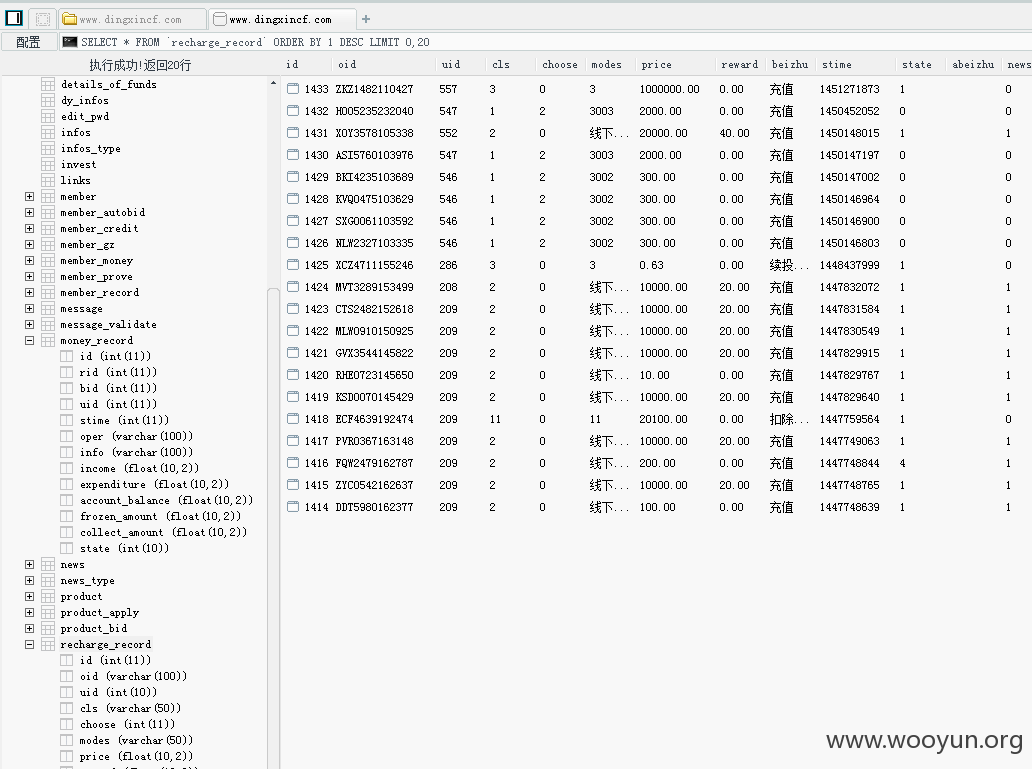 www.dingxincf.com www.dingxincf.com
配置 SELECT * FROM `recharge_record` ORDER BY 1 DESC LIMIT 0,20
执行成功!返回20行
details_of_funds
dy_infos
edit_pwd
infos
infos_type
invest
links
member
member_autobid
member_credit
member_gz
member_money
member_prove
member_record
message
message_validate
money_record
id (int(11))
rid (int(11))
bid (int(11))
uid (int(11))
stime (int(11))
oper (varchar(100))
info (varchar(100))
income (float(10,2))
expenditure (float(10,2))
account_balance (float(10,2))
frozen_amount (float(10,2))
collect_amount (float(10,2))
state (int(10))
news
news_type
product
product_apply
product_bid
recharge_record
id (int(11))
oid (varchar(100))
uid (int(10))
cls (varchar(50))
choose (int(11))
modes (varchar(50))
price (float(10,2))
id oid uid cls choose modes price reward beizhu stime state abeizhu news
1433 ZKZ1482110427 557 3 0 3 1000000.00 0.00 充值 1451271873 1 0
1432 HOO5235232040 547 1 2 3003 2000.00 0.00 充值 1450452052 0 0
1431 XOY3578105338 552 2 0 线下... 20000.00 40.00 充值 1450148015 1 1
1430 ASI5760103976 547 1 2 3003 2000.00 0.00 充值 1450147197 0 0
1429 BKI4235103689 546 1 2 3002 300.00 0.00 充值 1450147002 0 0
1428 KVQ0475103629 546 1 2 3002 300.00 0.00 充值 1450146964 0 0
1427 SXG0061103592 546 1 2 3002 300.00 0.00 充值 1450146900 0 0
1426 NLW2327103335 546 1 2 3002 300.00 0.00 充值 1450146803 0 0
1425 XCZ4711155246 286 3 0 3 0.63 0.00 续投... 1448437999 1 0
1424 MVT3289153499 208 2 0 线下... 10000.00 20.00 充值 1447832072 1 1
1423 CTS2482152618 209 2 0 线下... 10000.00 20.00 充值 1447831584 1 1
1422 MLW0910150925 209 2 0 线下... 10000.00 20.00 充值 1447830549 1 1
1421 GVX3544145822 209 2 0 线下... 10000.00 20.00 充值 1447829915 1 1
1420 RHE0723145650 209 2 0 线下... 10.00 0.00 充值 1447829767 1 1
1419 KSD0070145429 209 2 0 线下... 10000.00 20.00 充值 1447829640 1 1
1418 ECF4639192474 209 11 0 11 20100.00 0.00 扣除... 1447759564 1 0
1417 PVR0367163148 209 2 0 线下... 10000.00 20.00 充值 1447749063 1 1
1416 FQW2479162787 209 2 0 线下... 200.00 0.00 充值 1447748844 4 1
1415 ZYC0542162637 209 2 0 线下... 10000.00 20.00 充值 1447748765 1 1
1414 DDT5980162377 209 2 0 线下... 100.00 0.00 充值 1447748639 1 1
www.wooyun.org